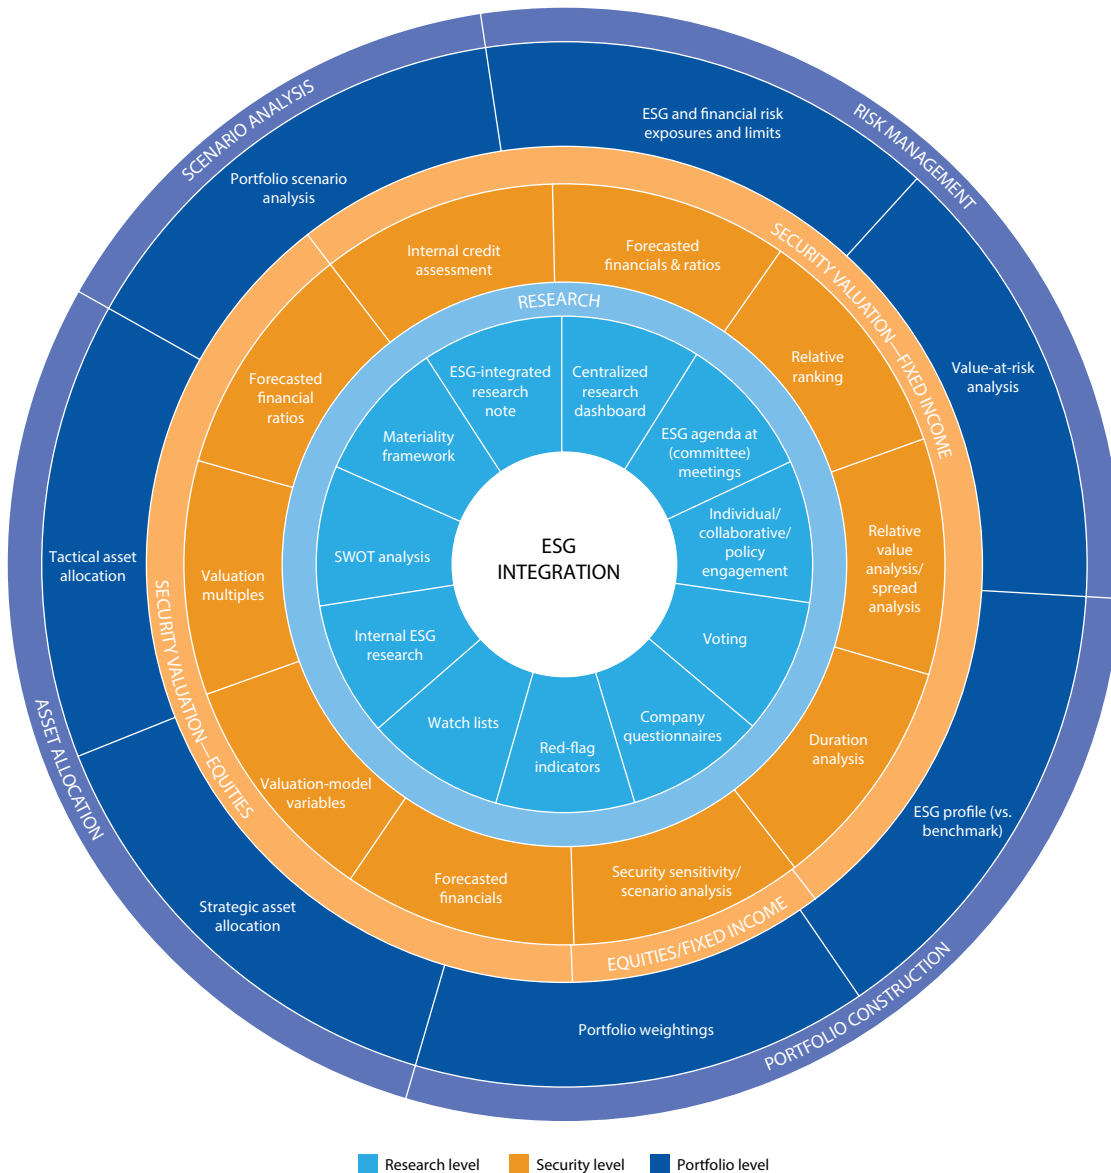 SCENARIO ANALYSIS
RISK MANAGEMENT
ESG and financial risk
exposures and limits
Portfolio scenario
analysis
Value-at-risk
analysis
Tactical asset
allocation
ASSET ALLOCATION
Strategic asset
allocation
Portfolio weightings
ESG profile (vs.
benchmark)
PORTFOLIO CONSTRUCTION
SECURITY VALUATION—FIXED INCOME
Internal credit
assessment
Forecasted
financials & ratios
Relative
ranking
Relative
value
analysis/
spread
analysis
Duration
analysis
EQUITIES/FIXED INCOME
Security sensitivity/
scenario analysis
SECURITY VALUATION—EQUITIES
Forecasted
financial
ratios
Valuation
multiples
Valuation-model
variables
Forecasted
financials
RESEARCH
ESG-integrated
research
note
Centralized
research
dashboard
ESG agenda at
(committee)
meetings
Individual/
collaborative/
policy
engagement
Voting
Company
questionnaires
Red-flag
indicators
Watch lists
Internal ESG
research
SWOT analysis
Materiality
framework
ESG
INTEGRATION
Research level
Security level
Portfolio level